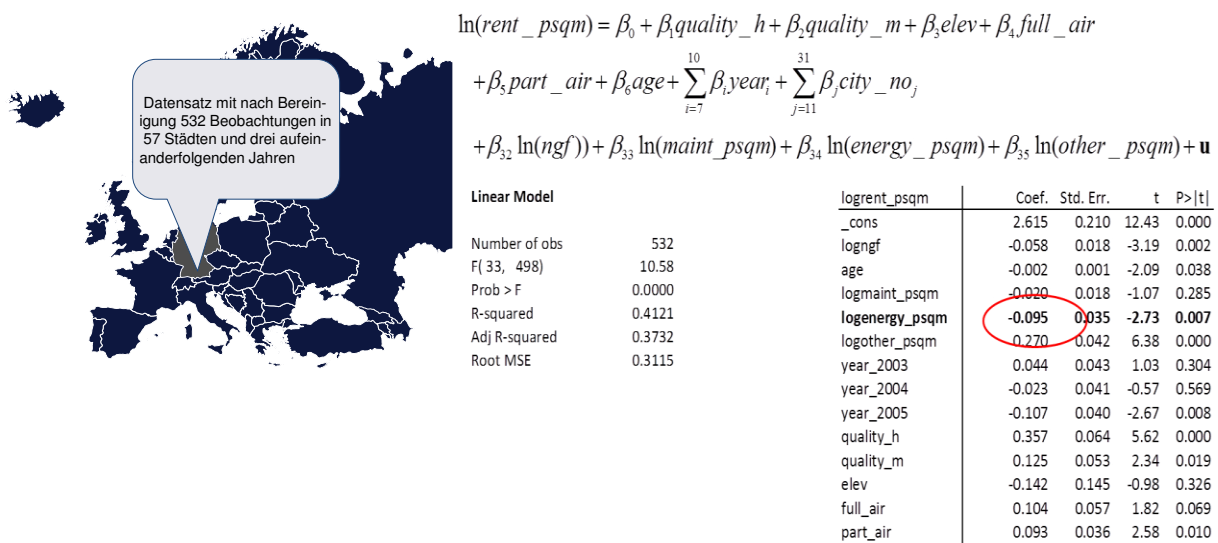 Datensatz mit nach Berein-
igung 532 Beobachtungen in
57 Städten und drei aufein-
anderfolgenden Jahren
ln(rent_psqm) = β₀ + β₁quality_h + β₂quality_m + β₃elev + β₄full_air
+ β₅part_air + β₆age + ∑_{i=7}^{10} β_i year_i + ∑_{j=11}^{31} β_j city_no_j
+ β₃₂ ln(ngf)) + β₃₃ ln(maint_psqm) + β₃₄ ln(energy_psqm) + β₃₅ ln(other_psqm) + u
Linear Model
Number of obs 532
F( 33, 498) 10.58
Prob > F 0.0000
R-squared 0.4121
Adj R-squared 0.3732
Root MSE 0.3115
logrent_psqm Coef. Std. Err. t P>|t|
_cons 2.615 0.210 12.43 0.000
logngf -0.058 0.018 -3.19 0.002
age -0.002 0.001 -2.09 0.038
logmaint_psqm -0.020 0.018 -1.07 0.285
logenergy_psqm -0.095 0.035 -2.73 0.007
logother_psqm 0.270 0.042 6.38 0.000
year_2003 0.044 0.043 1.03 0.304
year_2004 -0.023 0.041 -0.57 0.569
year_2005 -0.107 0.040 -2.67 0.008
quality_h 0.357 0.064 5.62 0.000
quality_m 0.125 0.053 2.34 0.019
elev -0.142 0.145 -0.98 0.326
full_air 0.104 0.057 1.82 0.069
part_air 0.093 0.036 2.58 0.010